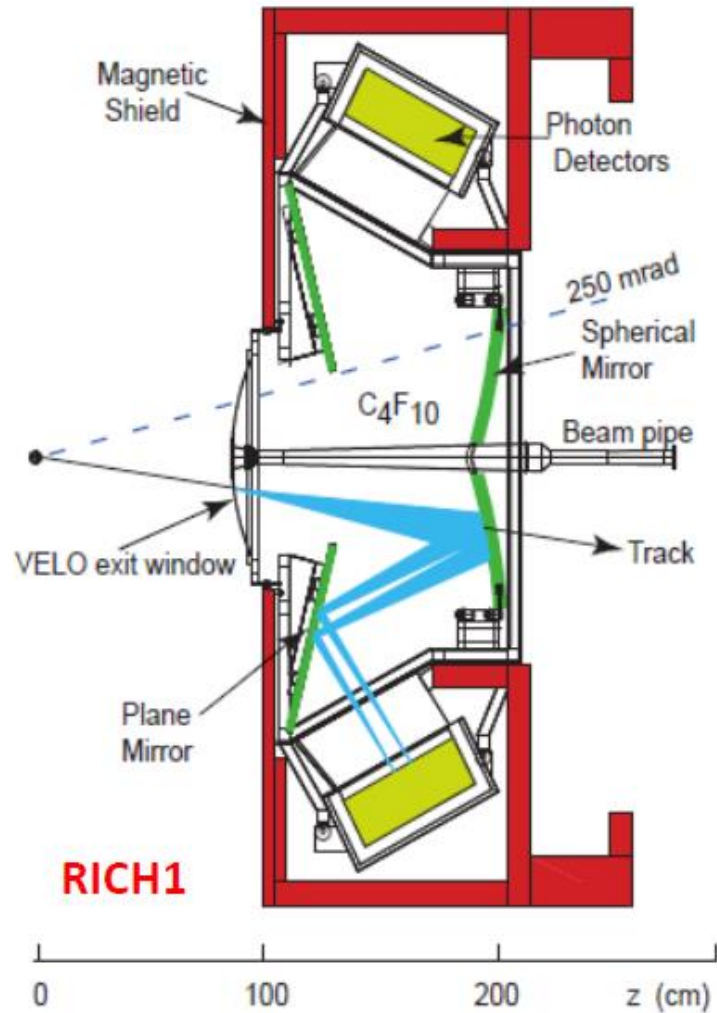 Magnetic
Shield
Photon
Detectors
250 mrad
Spherical
Mirror
C4F10
Beam pipe
VELO exit window
Track
Plane
Mirror
RICH1
0 100 200 z (cm)